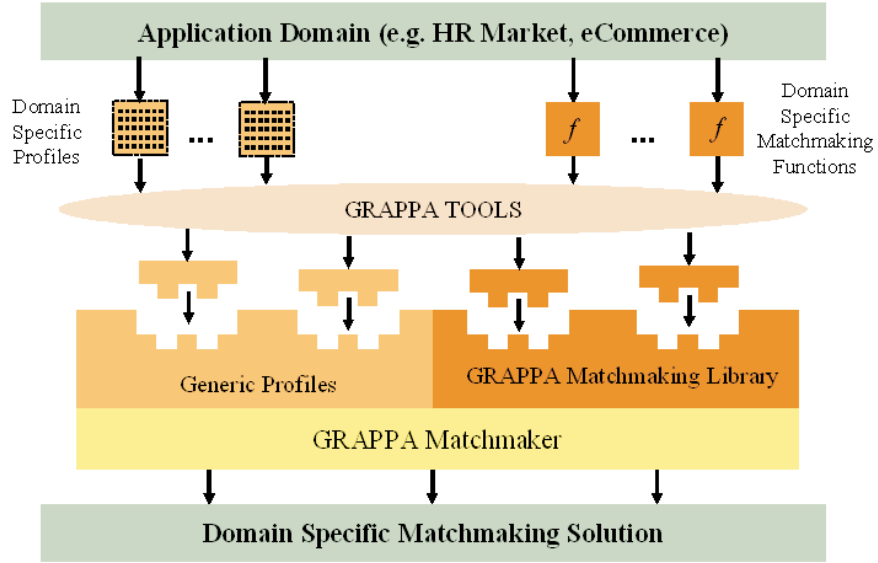 Application Domain (e.g. HR Market, eCommerce)
Domain
Specific
Profiles
...
f
...
f
Domain
Specific
Matchmaking
Functions
GRAPPA TOOLS
Generic Profiles
GRAPPA Matchmaking Library
GRAPPA Matchmaker
Domain Specific Matchmaking Solution